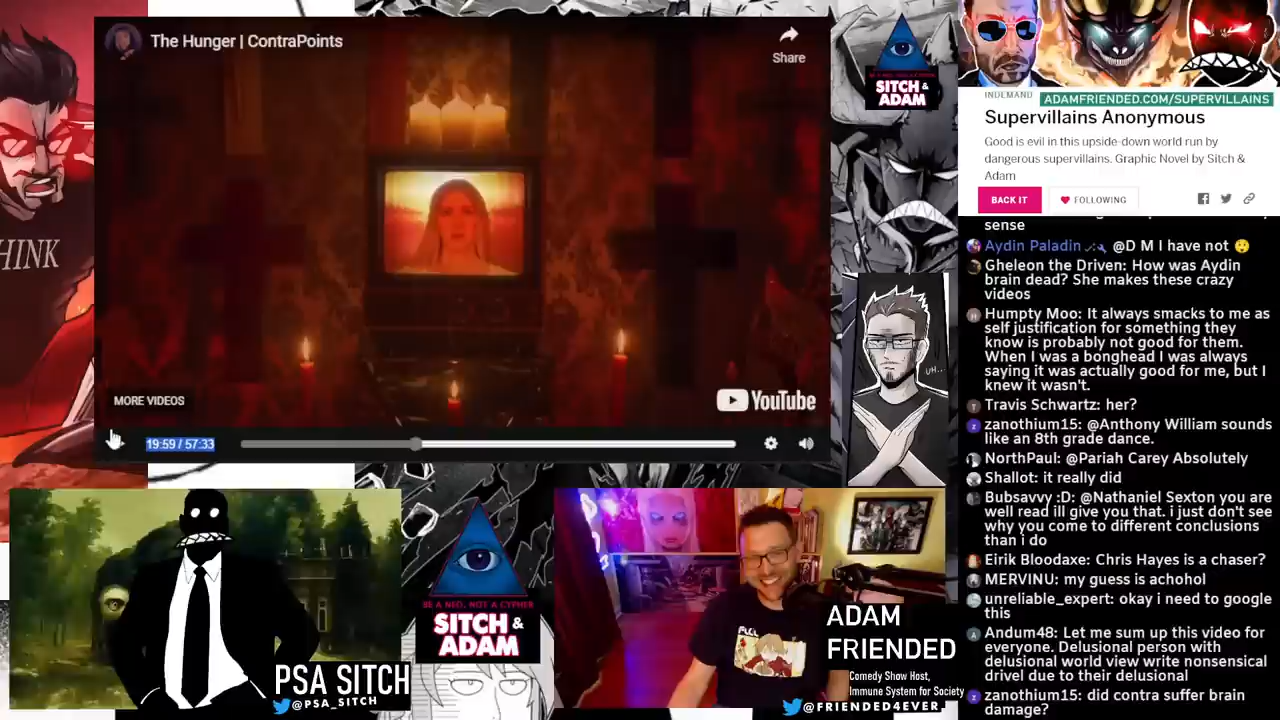 The Hunger | ContraPoints
Share
MORE VIDEOS
YouTube
19:59 / 57:33
HINK
BE A NEO, NOT A CYPHER
SITCH &
ADAM
UH..
INDEMAND
ADAMFRIENDED.COM/SUPERVILLAINS
Supervillains Anonymous
Good is evil in this upside-down world run by
dangerous supervillains. Graphic Novel by Sitch &
Adam
BACK IT
FOLLOWING
sense
Aydin Paladin @D M I have not
Gheleon the Driven: How was Aydin
brain dead? She makes these crazy
videos
Humpty Moo: It always smacks to me as
self justification for something they
know is probably not good for them.
When I was a bonghead I was always
saying it was actually good for me, but I
knew it wasn't.
Travis Schwartz: her?
zanothium15: @Anthony William sounds
like an 8th grade dance.
NorthPaul: @Pariah Carey Absolutely
Shallot: it really did
Bubsavvy :D: @Nathaniel Sexton you are
well read ill give you that. i just don't see
why you come to different conclusions
than i do
Eirik Bloodaxe: Chris Hayes is a chaser?
MERVINU: my guess is achohol
unreliable_expert: okay i need to google
this
Andum48: Let me sum up this video for
everyone. Delusional person with
delusional world view write nonsensical
drivel due to their delusional
zanothium15: did contra suffer brain
damage?
PSA SITCH
@PSA_SITCH
BE A NEO, NOT A CYPHER
SITCH &
ADAM
ADAM
FRIENDED
Comedy Show Host,
Immune System for Society
@FRIENDED4EVER